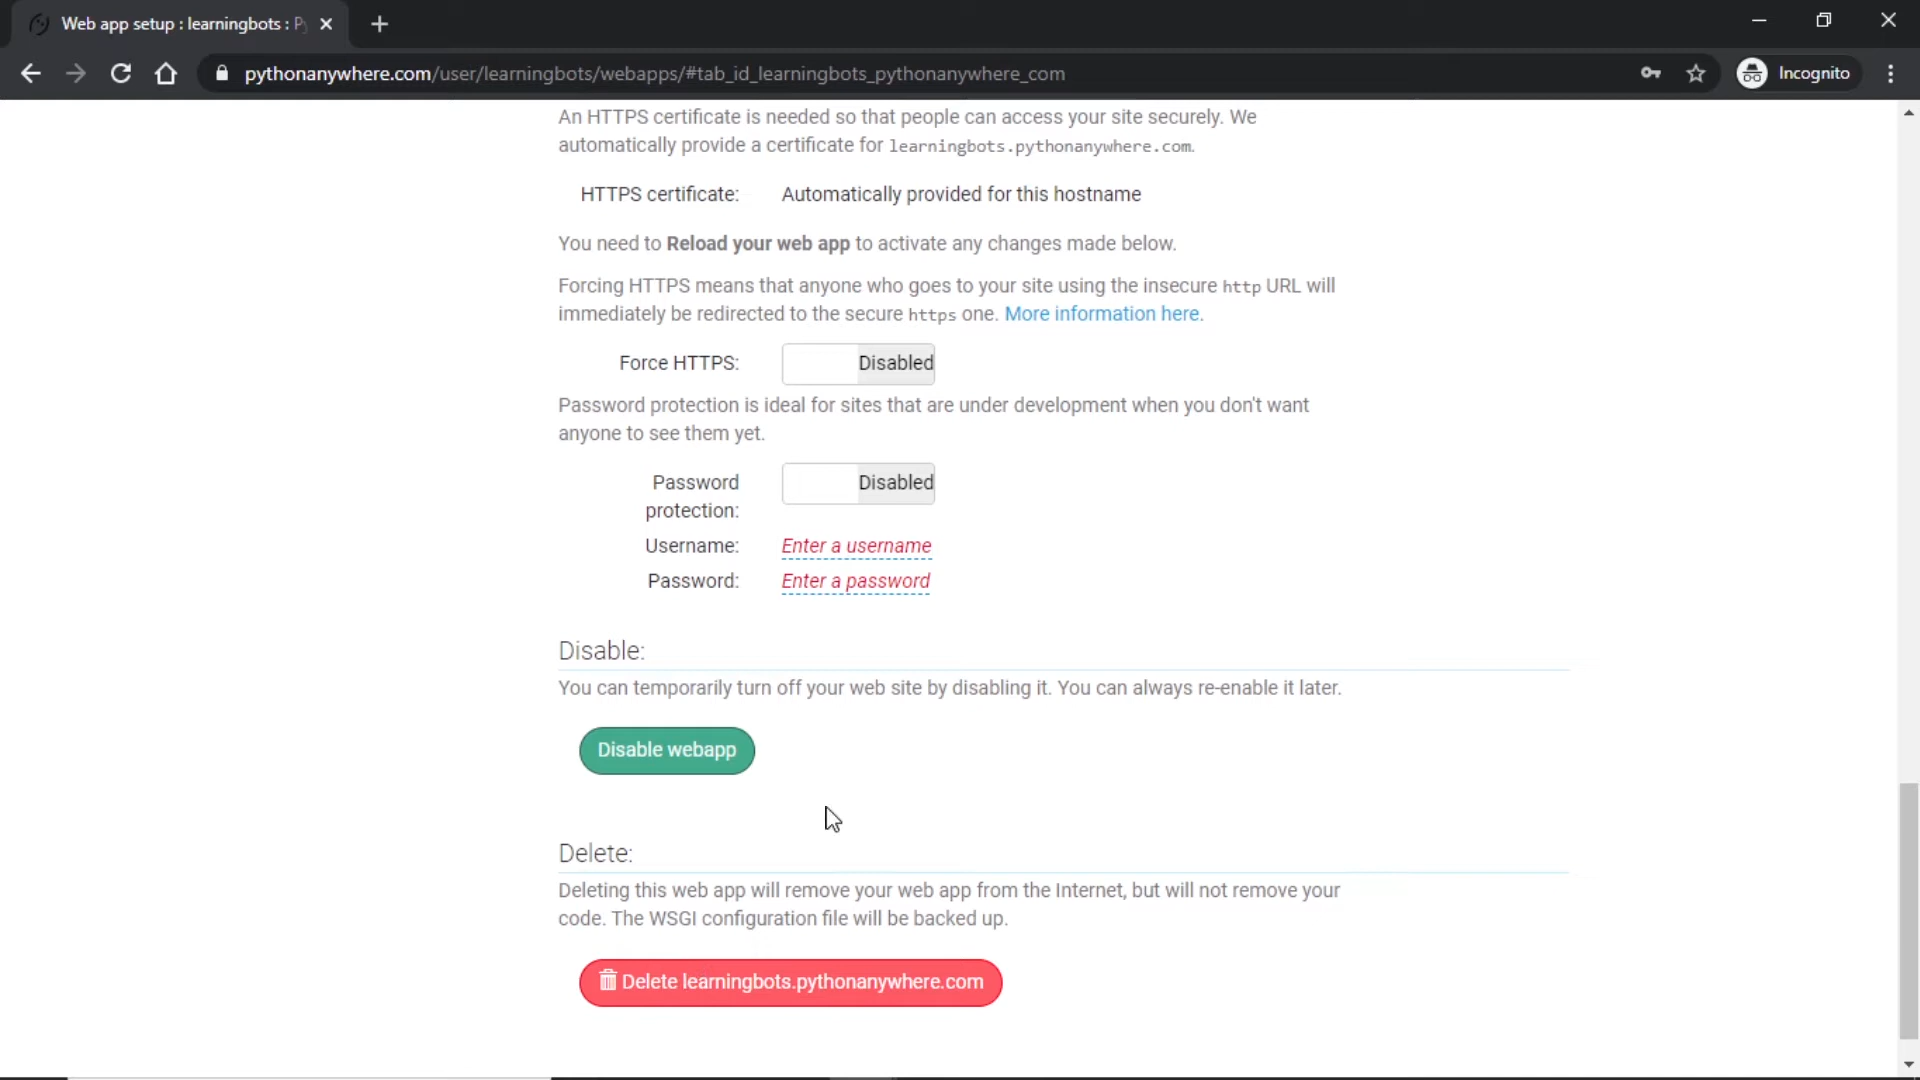 Web app setup : learningbots : P
pythonanywhere.com/user/learningbots/webapps/#tab_id_learningbots_pythonanywhere_com
Incognito
An HTTPS certificate is needed so that people can access your site securely. We
automatically provide a certificate for learningbots.pythonanywhere.com.
HTTPS certificate: Automatically provided for this hostname
You need to Reload your web app to activate any changes made below.
Forcing HTTPS means that anyone who goes to your site using the insecure http URL will
immediately be redirected to the secure https one. More information here.
Force HTTPS: Disabled
Password protection is ideal for sites that are under development when you don't want
anyone to see them yet.
Password Disabled
protection:
Username: Enter a username
Password: Enter a password
Disable:
You can temporarily turn off your web site by disabling it. You can always re-enable it later.
Disable webapp
Delete:
Deleting this web app will remove your web app from the Internet, but will not remove your
code. The WSGI configuration file will be backed up.
Delete learningbots.pythonanywhere.com